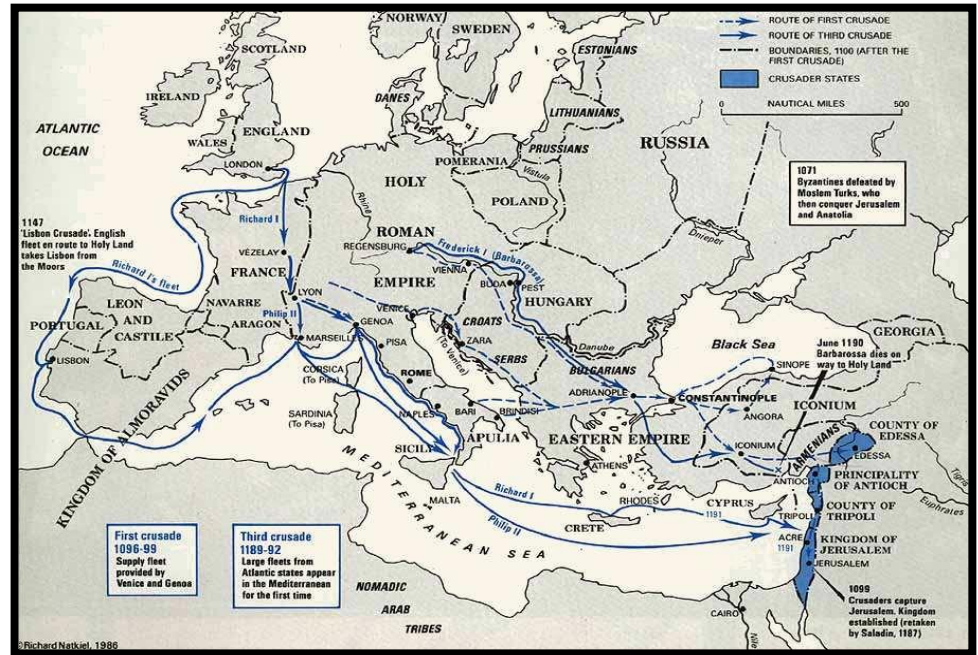 NORWAY
SWEDEN
SCOTLAND
ESTONIANS
IRELAND
DANES
LITHUANIANS
ENGLAND
WALES
LONDON
PRUSSIANS
POMERANIA
Vistula
RUSSIA
ATLANTIC
OCEAN
HOLY
POLAND
Rhine
ROMAN
EMPIRE
REGENSBURG
Frederick I (Barbarossa)
VIENNA
BUDA
PEST
HUNGARY
Dnieper
ROUTE OF FIRST CRUSADE
ROUTE OF THIRD CRUSADE
BOUNDARIES, 1100 (AFTER THE
FIRST CRUSADE)
CRUSADER STATES
0 NAUTICAL MILES 500
1071
Byzantines defeated by
Moslem Turks, who
then conquer Jerusalem
and Anatolia
1147
'Lisbon Crusade'. English
fleet en route to Holy Land
takes Lisbon from
the Moors
Richard I's fleet
Richard I
VÉZELAY
FRANCE
LYON
Philip II
LEON
AND
CASTILE
NAVARRE
ARAGON
PORTUGAL
LISBON
MARSEILLES
GENOA
VENICE
PISA
CROATS
ZARA
(To Venice)
SERBS
Danube
BULGARIANS
Black Sea
GEORGIA
June 1190
Barbarossa dies on
way to Holy Land
SINOPE
CORSICA
(To Pisa)
ROME
SARDINIA
(To Pisa)
NAPLES
BARI
BRINDISI
APULIA
ADRIANOPLE
CONSTANTINOPLE
ANGORA
ICONIUM
EASTERN EMPIRE
ICONIUM
ARMENIANS
COUNTY OF
EDESSA
EDESSA
KINGDOM OF ALMORAVIDS
SICILY
ATHENS
MALTA
MEDITERRANEAN SEA
Richard I
Philip II
CRETE
RHODES
CYPRUS
1191
ANTIOCH
PRINCIPALITY
OF ANTIOCH
Tigris
Euphrates
TRIPOLI
COUNTY OF
TRIPOLI
ACRE
1191
KINGDOM OF
JERUSALEM
JERUSALEM
1099
Crusaders capture
Jerusalem. Kingdom
established (retaken
by Saladin, 1187)
First crusade
1096-99
Supply fleet
provided by
Venice and Genoa
Third crusade
1189-92
Large fleets from
Atlantic states appear
in the Mediterranean
for the first time
NOMADIC
ARAB
TRIBES
CAIRO
Nile
©Richard Natkiel, 1986